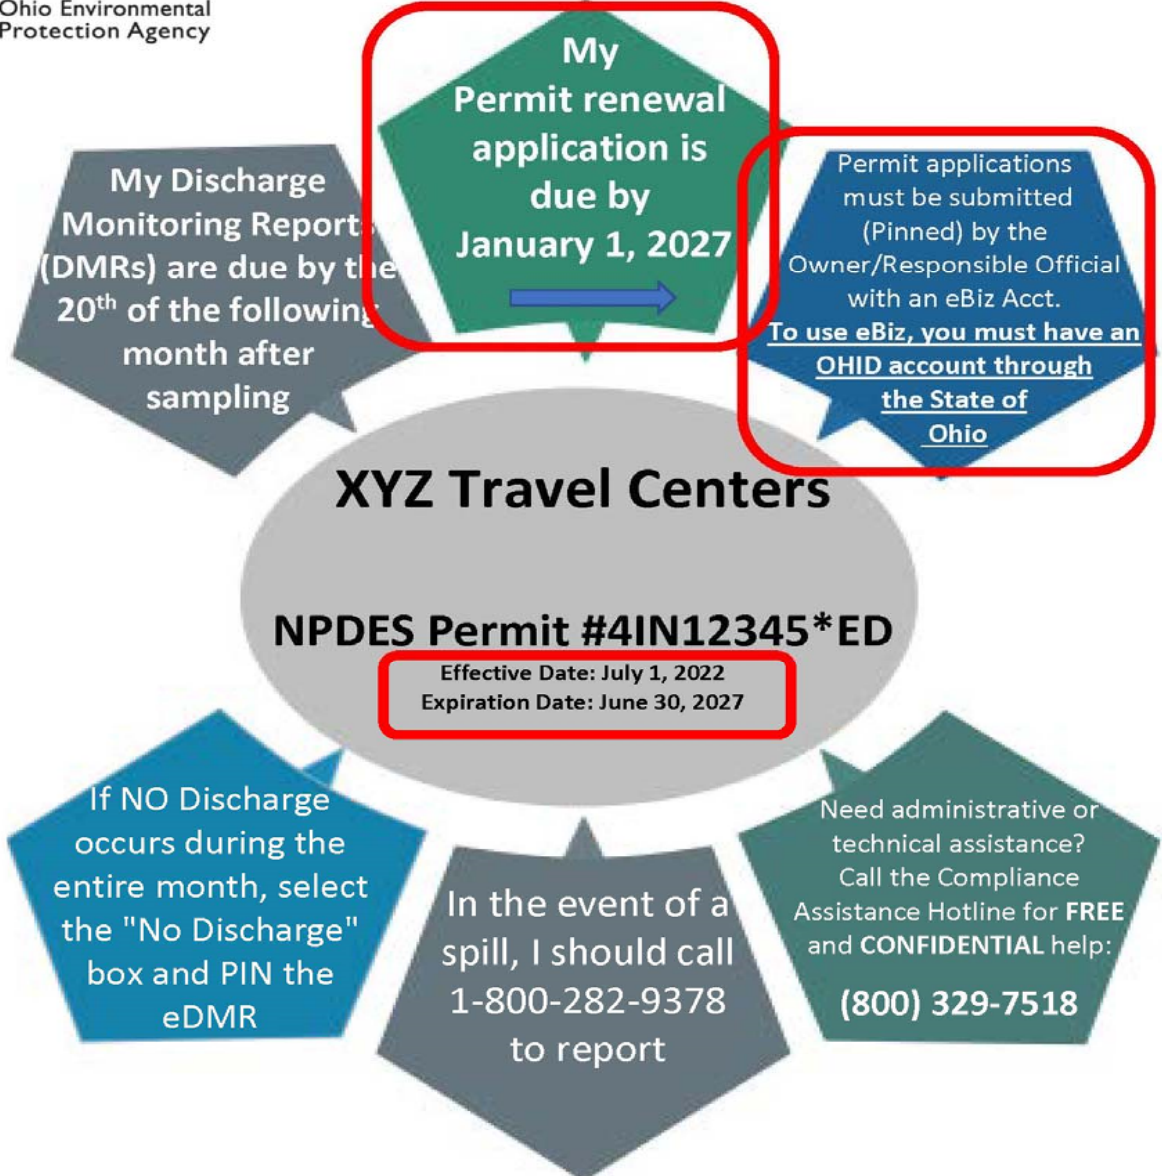 Ohio Environmental
Protection Agency
My
Permit renewal
application is
due by
January 1, 2027
My Discharge
Monitoring Reports
(DMRs) are due by the
20th of the following
month after
sampling
Permit applications
must be submitted
(Pinned) by the
Owner/Responsible Official
with an eBiz Acct.
To use eBiz, you must have an
OHID account through
the State of
Ohio
XYZ Travel Centers
NPDES Permit #4IN12345*ED
Effective Date: July 1, 2022
Expiration Date: June 30, 2027
If NO Discharge
occurs during the
entire month, select
the "No Discharge"
box and PIN the
eDMR
In the event of a
spill, I should call
1-800-282-9378
to report
Need administrative or
technical assistance?
Call the Compliance
Assistance Hotline for FREE
and CONFIDENTIAL help:
(800) 329-7518